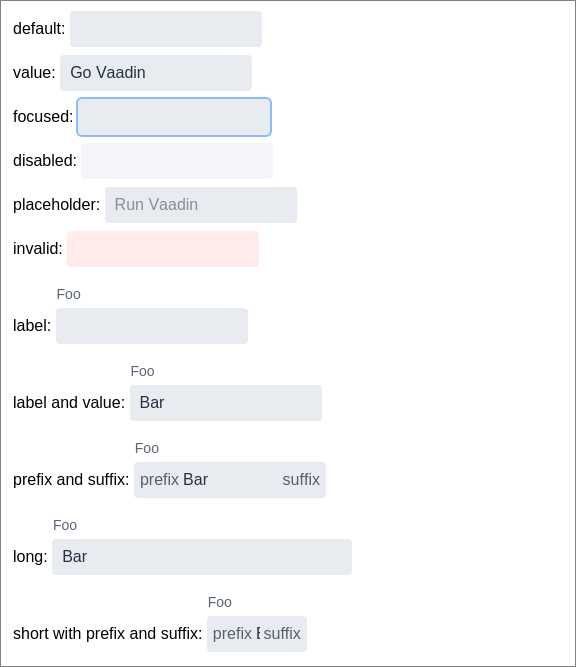 default:
value: Go Vaadin
focused:
disabled:
placeholder: Run Vaadin
invalid:
Foo
label:
Foo
label and value: Bar
Foo
prefix and suffix: prefix Bar suffix
Foo
long: Bar
Foo
short with prefix and suffix: prefix suffix